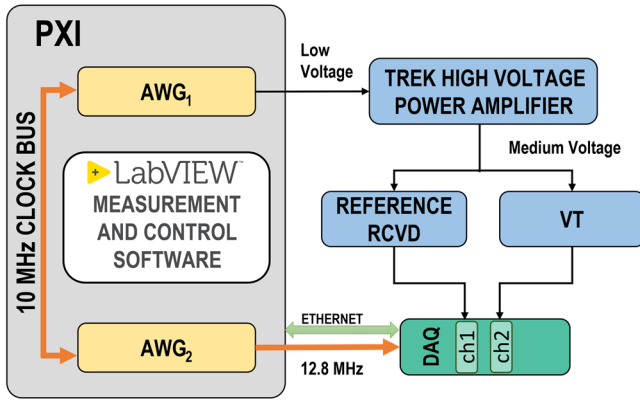 PXI
10 MHz CLOCK BUS
AWG1
LabVIEW™
MEASUREMENT
AND CONTROL
SOFTWARE
AWG2
Low
Voltage
TREK HIGH VOLTAGE
POWER AMPLIFIER
Medium Voltage
REFERENCE
RCVD
VT
ETHERNET
12.8 MHz
DAQ
ch1
ch2